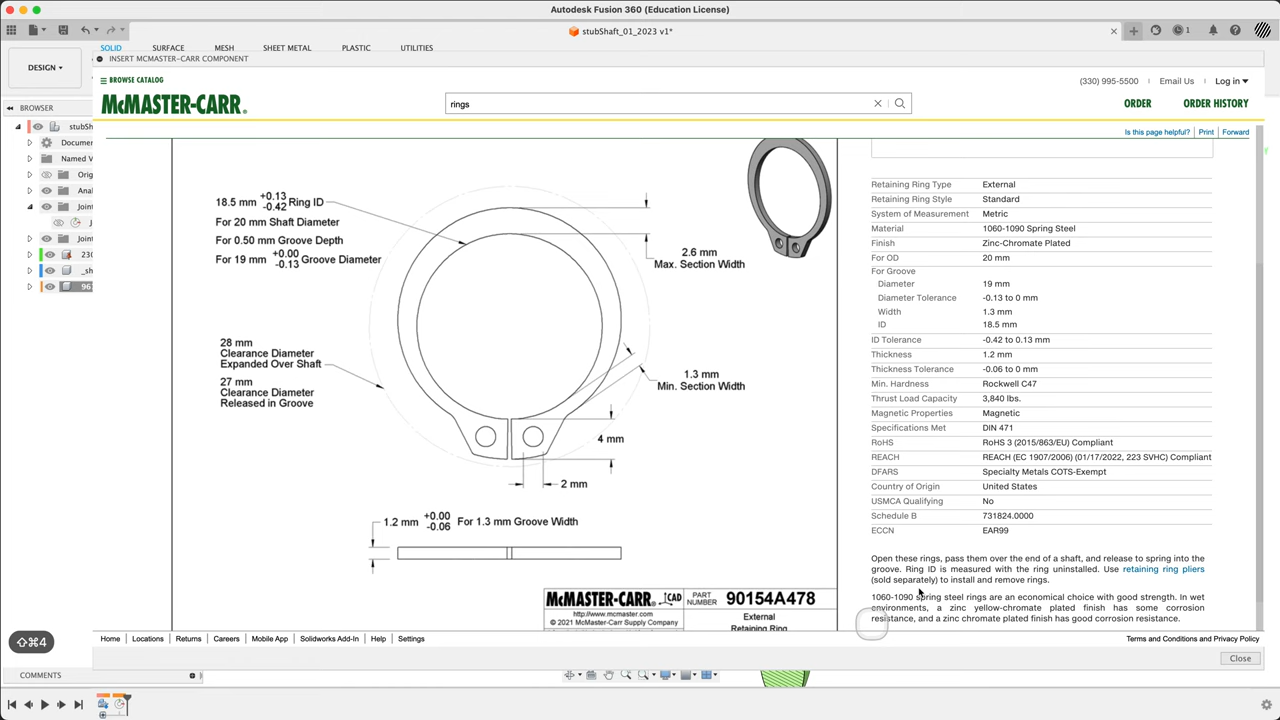 Autodesk Fusion 360 (Education License)
stubShaft_01_2023 v1*
1
SOLID SURFACE MESH SHEET METAL PLASTIC UTILITIES
DESIGN
INSERT MCMASTER-CARR COMPONENT
BROWSE CATALOG
(330) 995-5500 Email Us Log in
McMASTER-CARR.
rings
ORDER ORDER HISTORY
Is this page helpful? Print Forward
BROWSER
stubSh
Docume
Named V
Orig
Anal
Joint
J
Joint
230
_sh
96
18.5 mm +0.13 -0.42 Ring ID
For 20 mm Shaft Diameter
For 0.50 mm Groove Depth
For 19 mm +0.00 -0.13 Groove Diameter
2.6 mm
Max. Section Width
28 mm
Clearance Diameter
Expanded Over Shaft
27 mm
Clearance Diameter
Released in Groove
1.3 mm
Min. Section Width
4 mm
2 mm
1.2 mm +0.00 -0.06 For 1.3 mm Groove Width
McMASTER-CARR CAD
http://www.mcmaster.com
© 2021 McMaster-Carr Supply Company
PART NUMBER
90154A478
External
Retaining Ring
Retaining Ring Type External
Retaining Ring Style Standard
System of Measurement Metric
Material 1060-1090 Spring Steel
Finish Zinc-Chromate Plated
For OD 20 mm
For Groove
Diameter 19 mm
Diameter Tolerance -0.13 to 0 mm
Width 1.3 mm
ID 18.5 mm
ID Tolerance -0.42 to 0.13 mm
Thickness 1.2 mm
Thickness Tolerance -0.06 to 0 mm
Min. Hardness Rockwell C47
Thrust Load Capacity 3,840 lbs.
Magnetic Properties Magnetic
Specifications Met DIN 471
RoHS RoHS 3 (2015/863/EU) Compliant
REACH REACH (EC 1907/2006) (01/17/2022, 223 SVHC) Compliant
DFARS Specialty Metals COTS-Exempt
Country of Origin United States
USMCA Qualifying No
Schedule B 731824.0000
ECCN EAR99
Open these rings, pass them over the end of a shaft, and release to spring into the
groove. Ring ID is measured with the ring uninstalled. Use retaining ring pliers
(sold separately) to install and remove rings.
1060-1090 spring steel rings are an economical choice with good strength. In wet
environments, a zinc yellow-chromate plated finish has some corrosion
resistance, and a zinc chromate plated finish has good corrosion resistance.
⇧⌘4
Home Locations Returns Careers Mobile App Solidworks Add-In Help Settings
Terms and Conditions and Privacy Policy
Close
COMMENTS